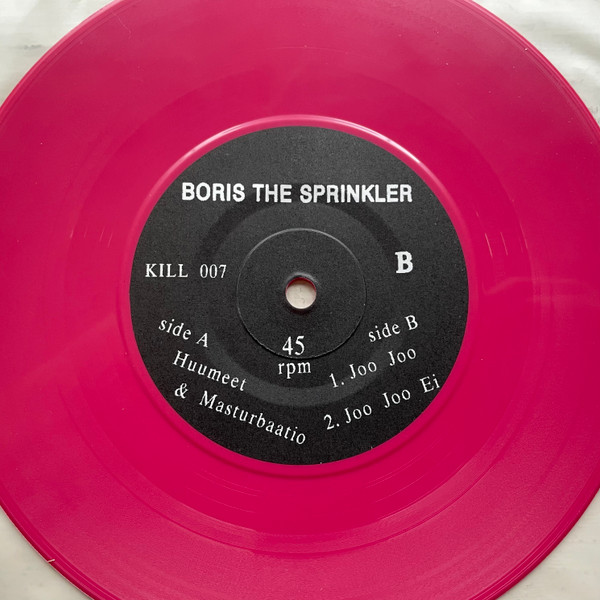 BORIS THE SPRINKLER
KILL 007
B
side A
Huumeet
& Masturbaatio
45
rpm
side B
1. Joo Joo
2. Joo Joo Ei